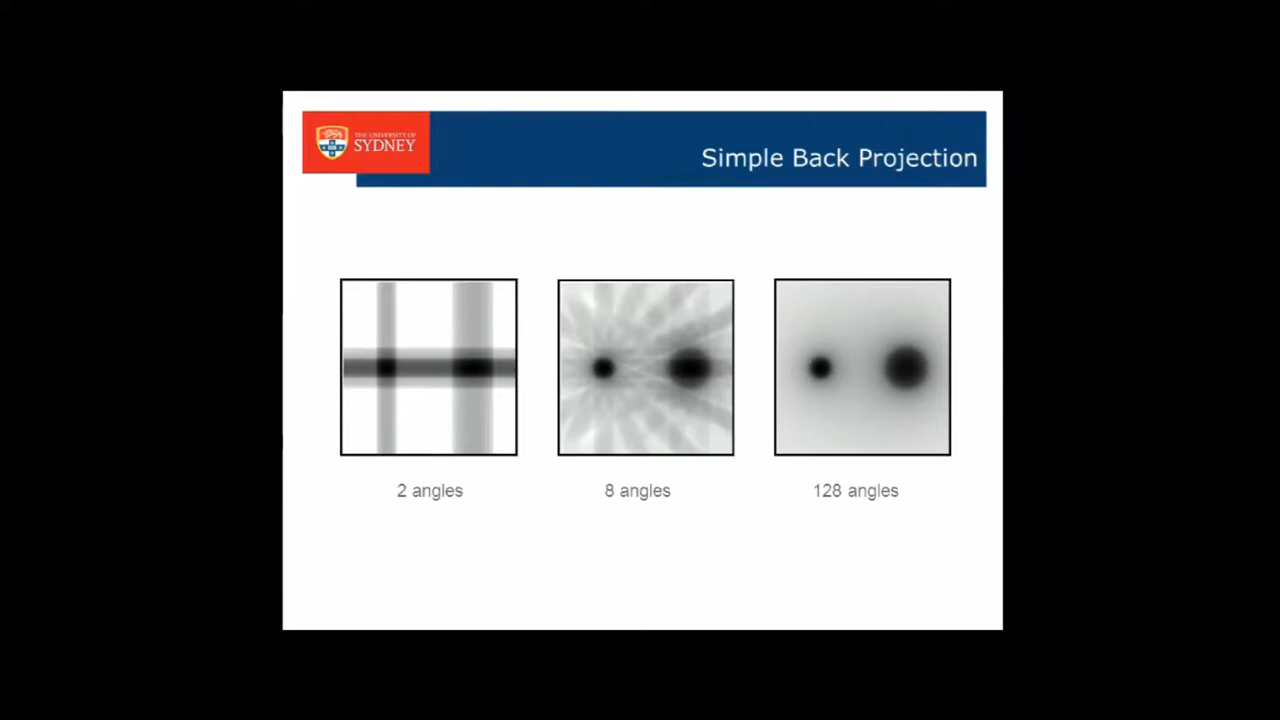 THE UNIVERSITY OF
SYDNEY
Simple Back Projection
2 angles
8 angles
128 angles